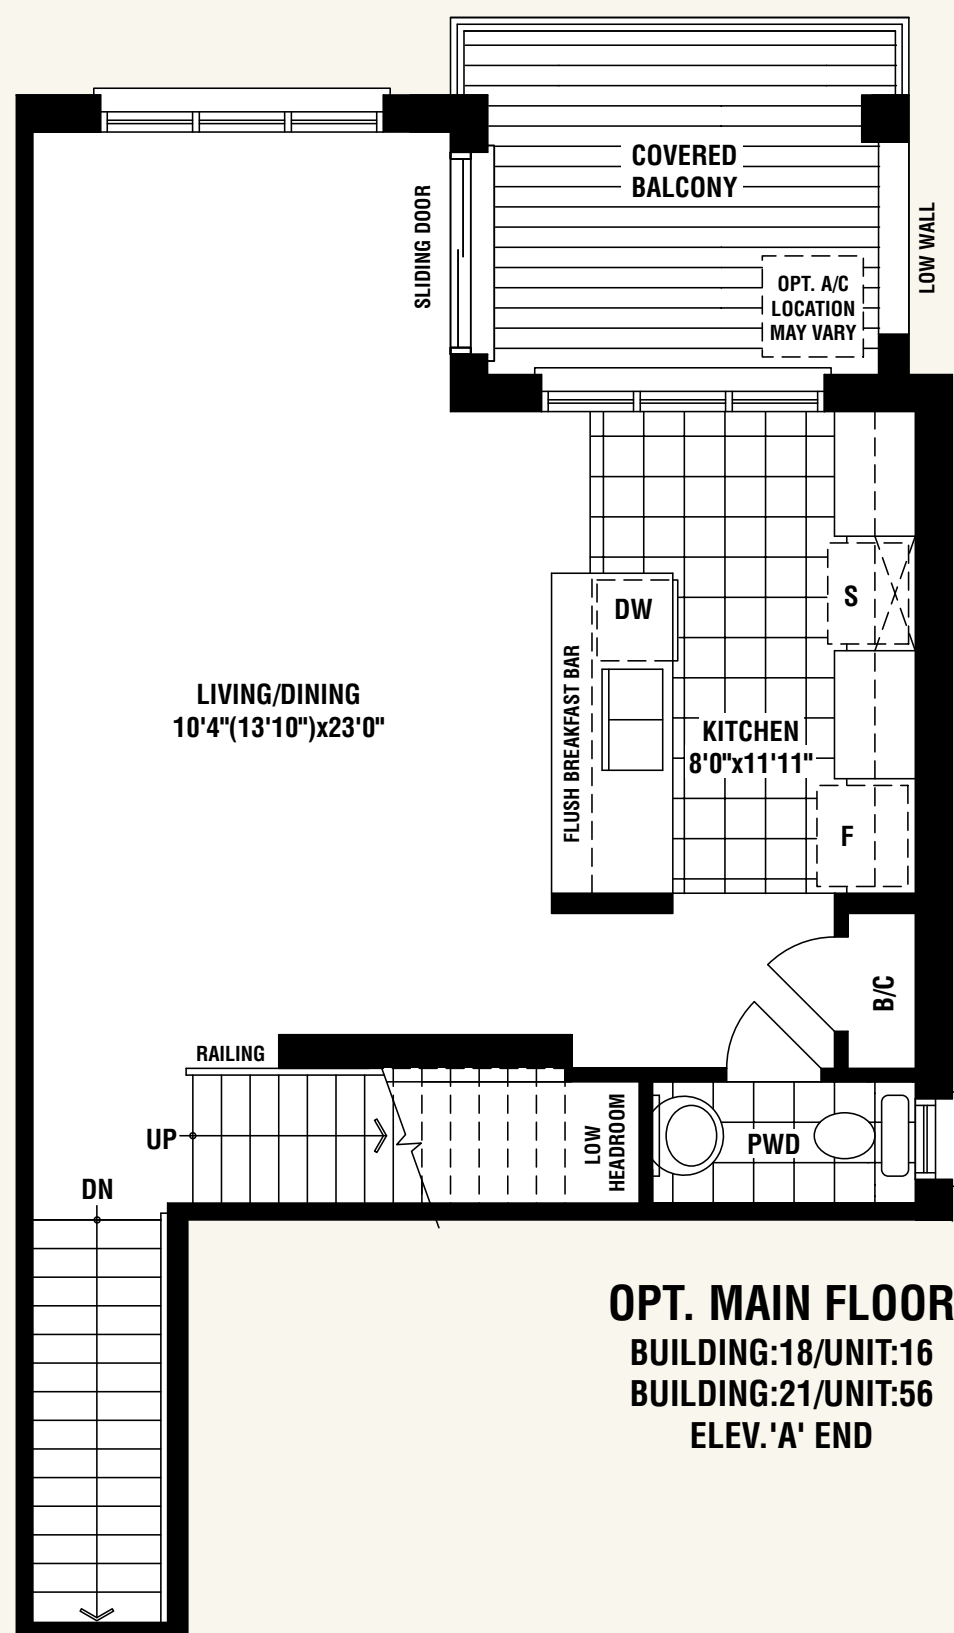 COVERED
BALCONY
SLIDING DOOR
LOW WALL
OPT. A/C
LOCATION
MAY VARY
S
DW
FLUSH BREAKFAST BAR
LIVING/DINING
10'4"(13'10")x23'0"
KITCHEN
8'0"x11'11"
F
B/C
RAILING
UP
LOW
HEADROOM
PWD
DN
OPT. MAIN FLOOR
BUILDING:18/UNIT:16
BUILDING:21/UNIT:56
ELEV.'A' END